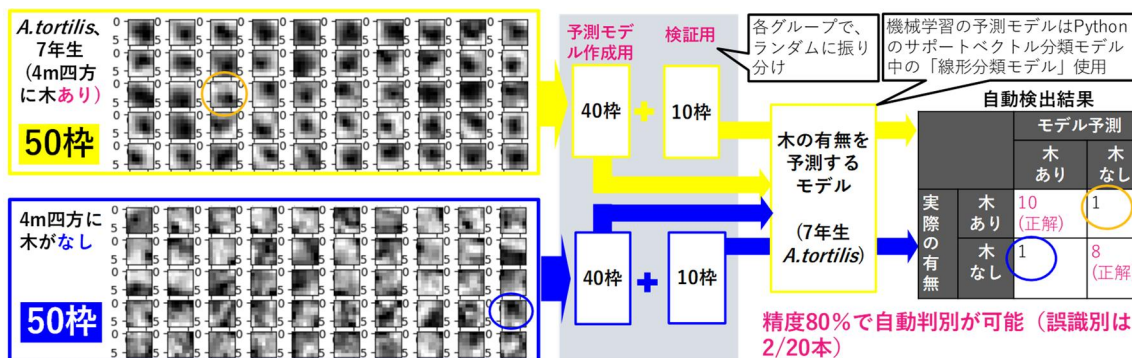 A.tortilis、
7年生
(4m四方
に木あり)
50枠
4m四方に
木がなし
50枠
予測モデ
ル作成用
検証用
40枠
+
10枠
40枠
+
10枠
各グループで、
ランダムに振り
分け
機械学習の予測モデルはPython
のサポートベクトル分類モデル
中の「線形分類モデル」使用
木の有無を
予測する
モデル
(7年生
A.tortilis)
自動検出結果
モデル予測
木
あり
木
なし
実際の有無
木
あり
10
(正解)
1
木
なし
1
8
(正解
精度80%で自動判別が可能（誤識別は
2/20本）